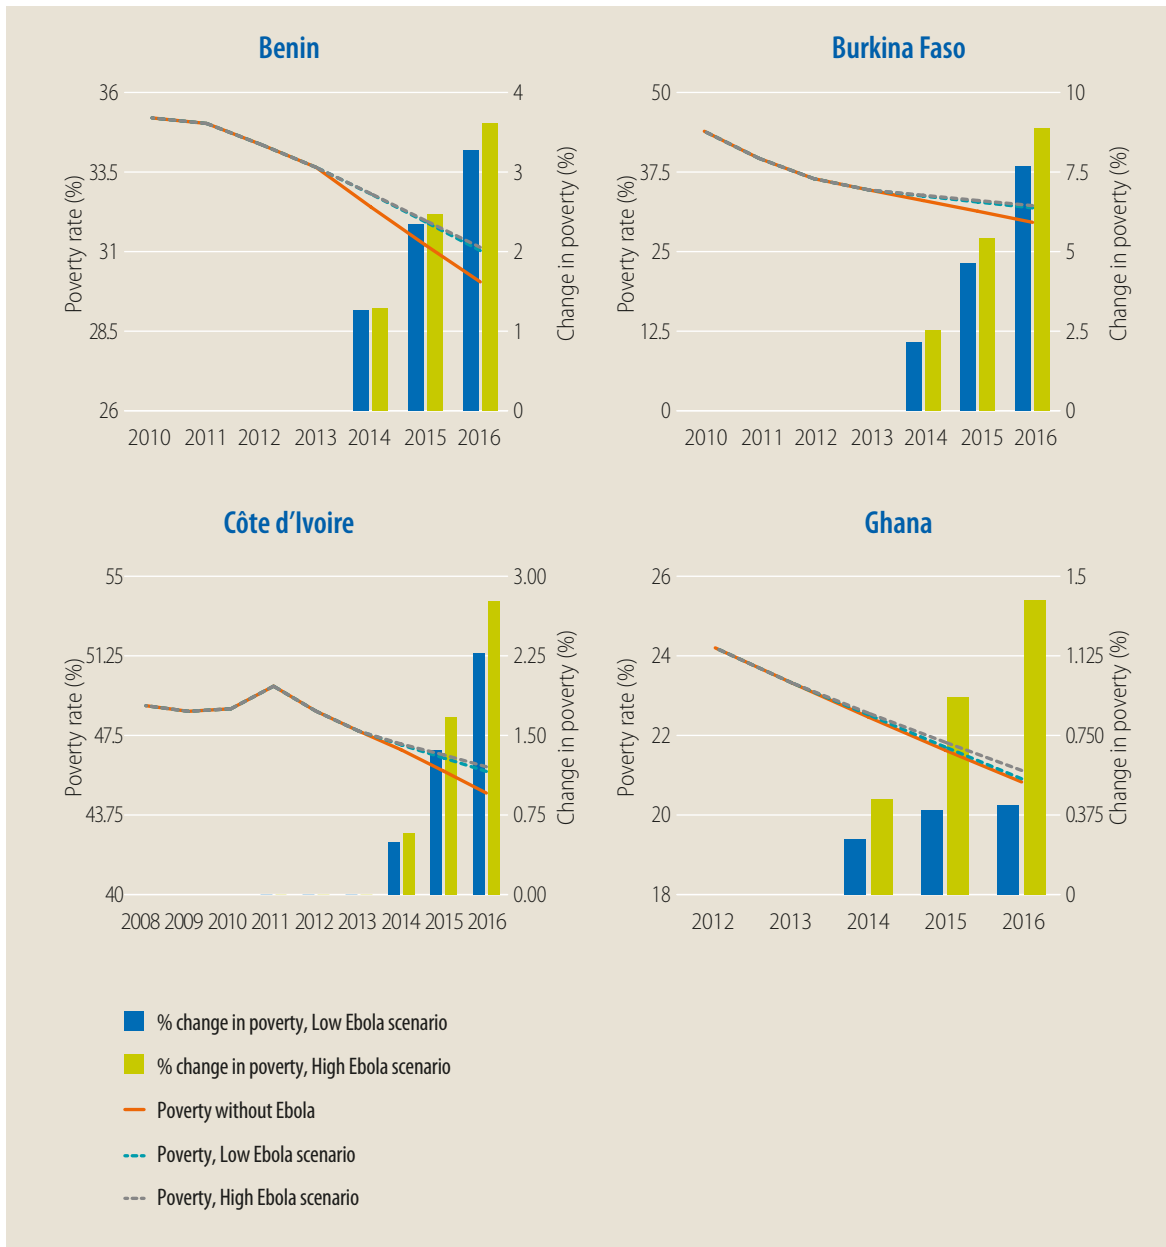 Benin
36
33.5
31
28.5
26
Poverty rate (%)
4
3
2
1
0
Change in poverty (%)
2010 2011 2012 2013 2014 2015 2016
Burkina Faso
50
37.5
25
12.5
0
Poverty rate (%)
10
7.5
5
2.5
0
Change in poverty (%)
2010 2011 2012 2013 2014 2015 2016
Côte d’Ivoire
55
51.25
47.5
43.75
40
Poverty rate (%)
3.00
2.25
1.50
0.75
0.00
Change in poverty (%)
2008 2009 2010 2011 2012 2013 2014 2015 2016
Ghana
26
24
22
20
18
Poverty rate (%)
1.5
1.125
0.750
0.375
0
Change in poverty (%)
2012 2013 2014 2015 2016
% change in poverty, Low Ebola scenario
% change in poverty, High Ebola scenario
Poverty without Ebola
Poverty, Low Ebola scenario
Poverty, High Ebola scenario